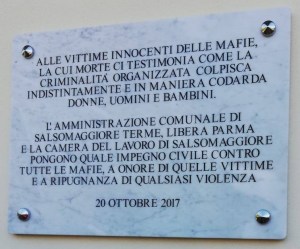 ALLE VITTIME INNOCENTI DELLE MAFIE,
LA CUI MORTE CI TESTIMONIA COME LA
CRIMINALITÀ ORGANIZZATA COLPISCA
INDISTINTAMENTE E IN MANIERA CODARDA
DONNE, UOMINI E BAMBINI.
L'AMMINISTRAZIONE COMUNALE DI
SALSOMAGGIORE TERME, LIBERA PARMA
E LA CAMERA DEL LAVORO DI SALSOMAGGIORE
PONGONO QUALE IMPEGNO CIVILE CONTRO
TUTTE LE MAFIE, A ONORE DI QUELLE VITTIME
E A RIPUGNANZA DI QUALSIASI VIOLENZA
20 OTTOBRE 2017